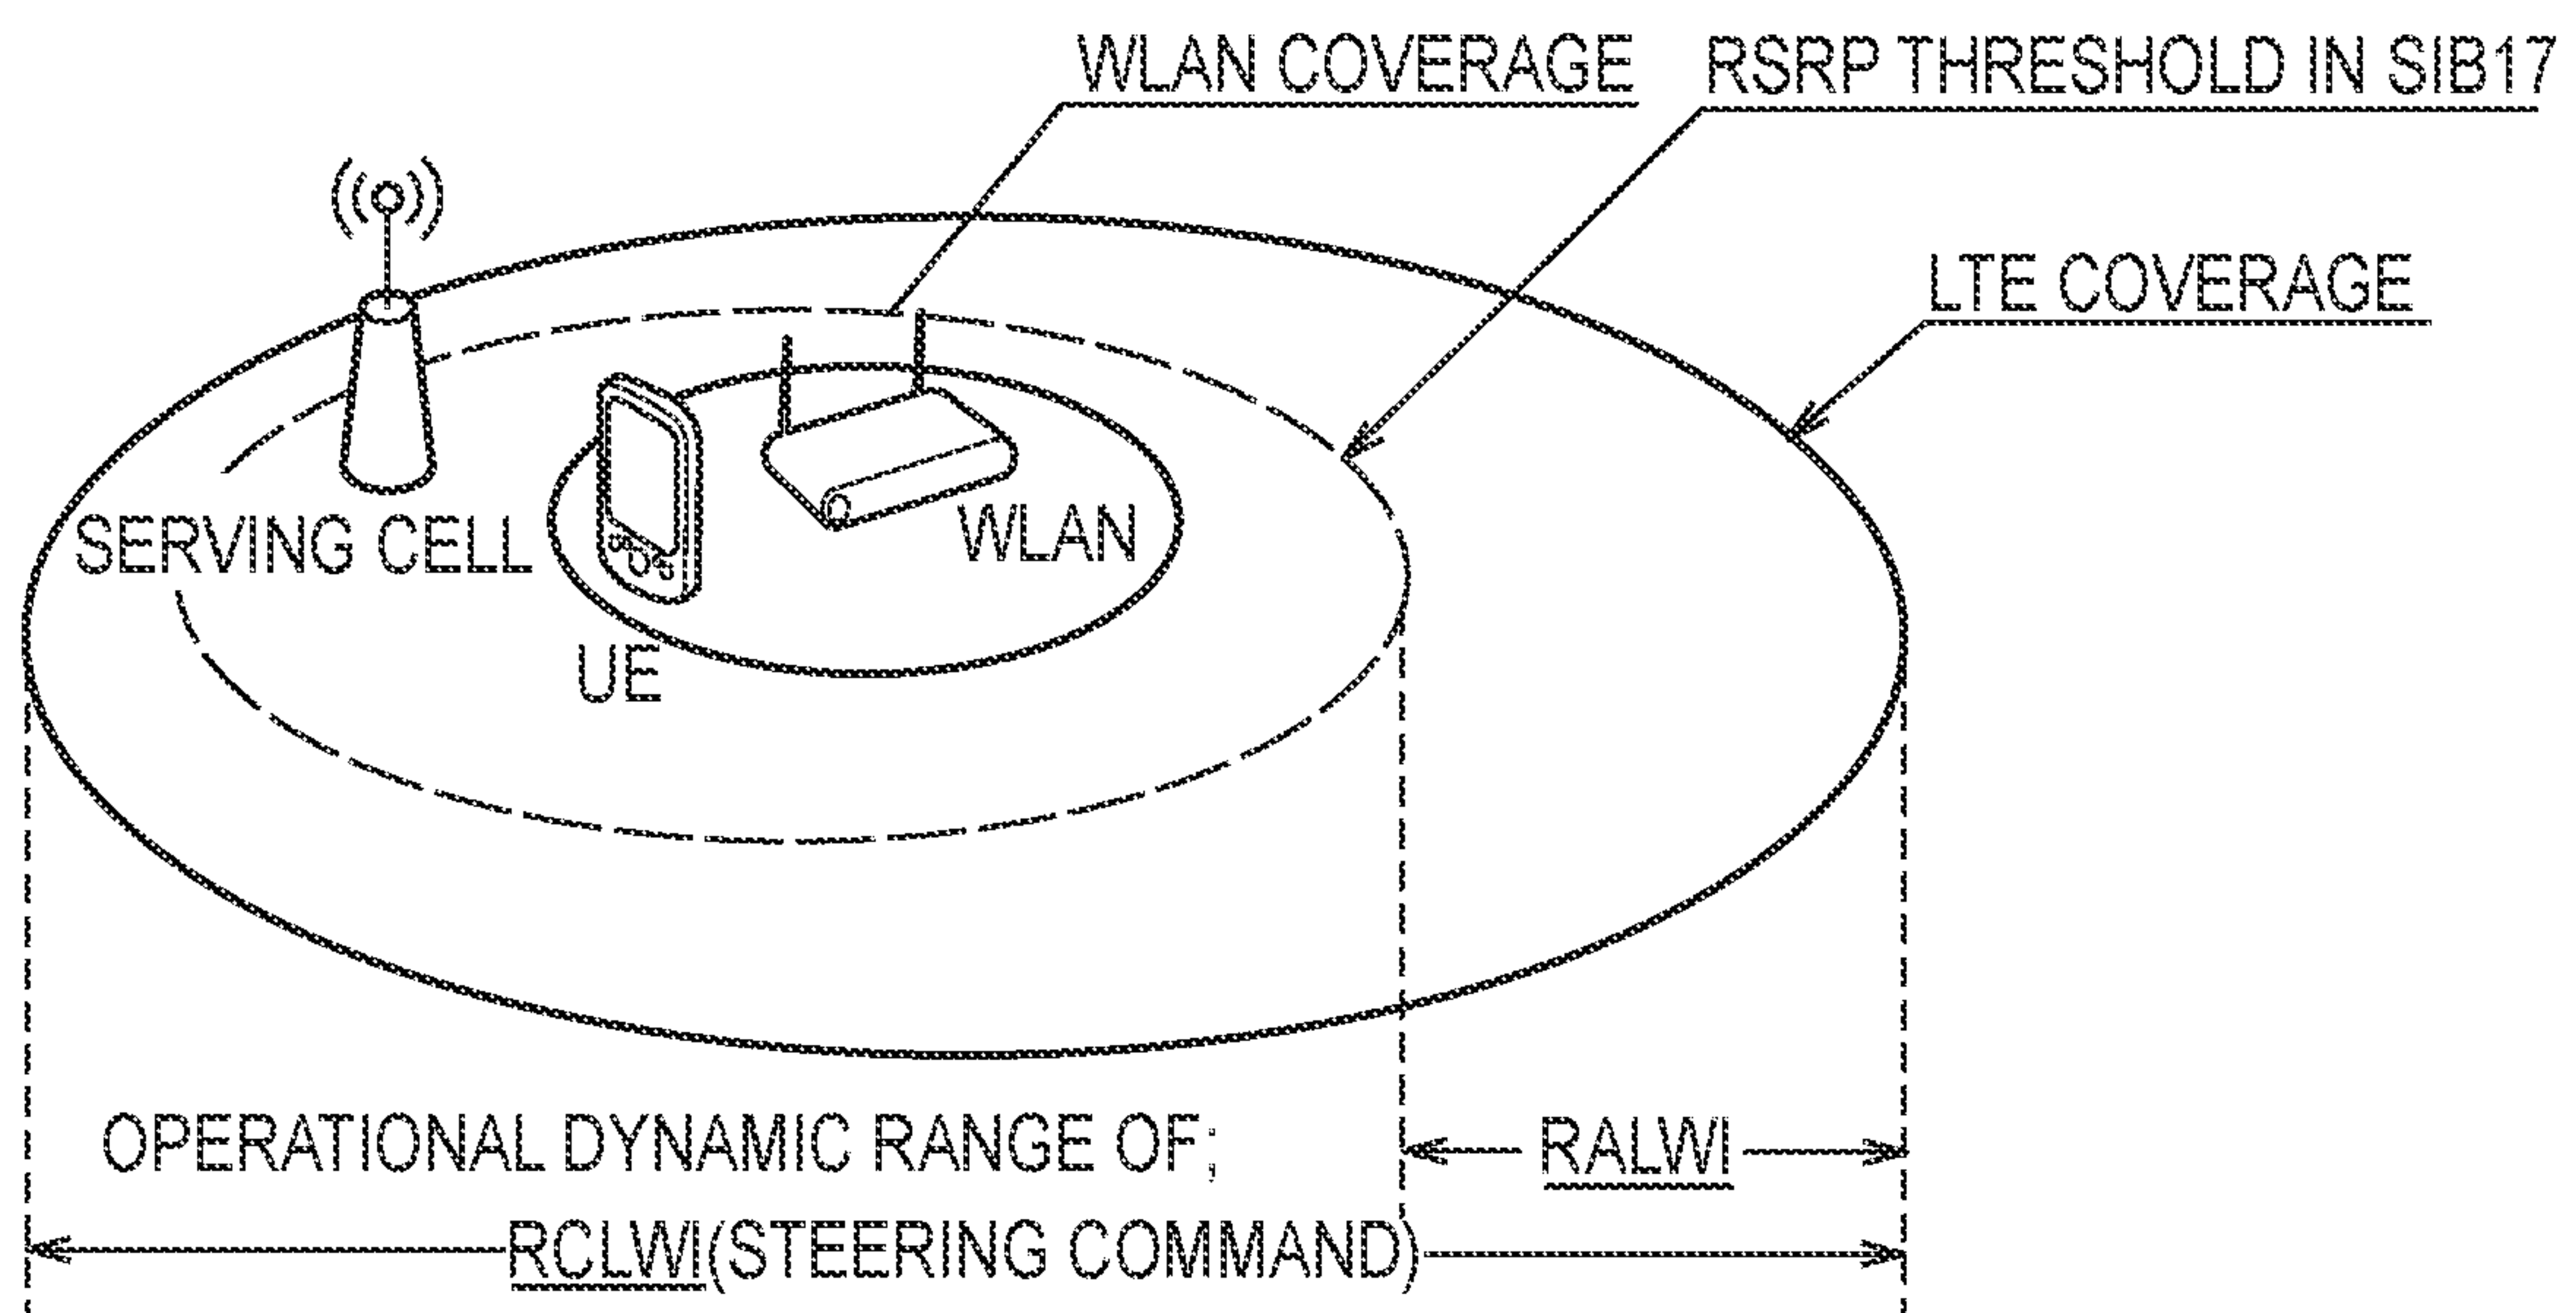 WLAN COVERAGE
RSRP THRESHOLD IN SIB17
LTE COVERAGE
SERVING CELL
WLAN
UE
OPERATIONAL DYNAMIC RANGE OF;
RALWI
RCLWI(STEERING COMMAND)